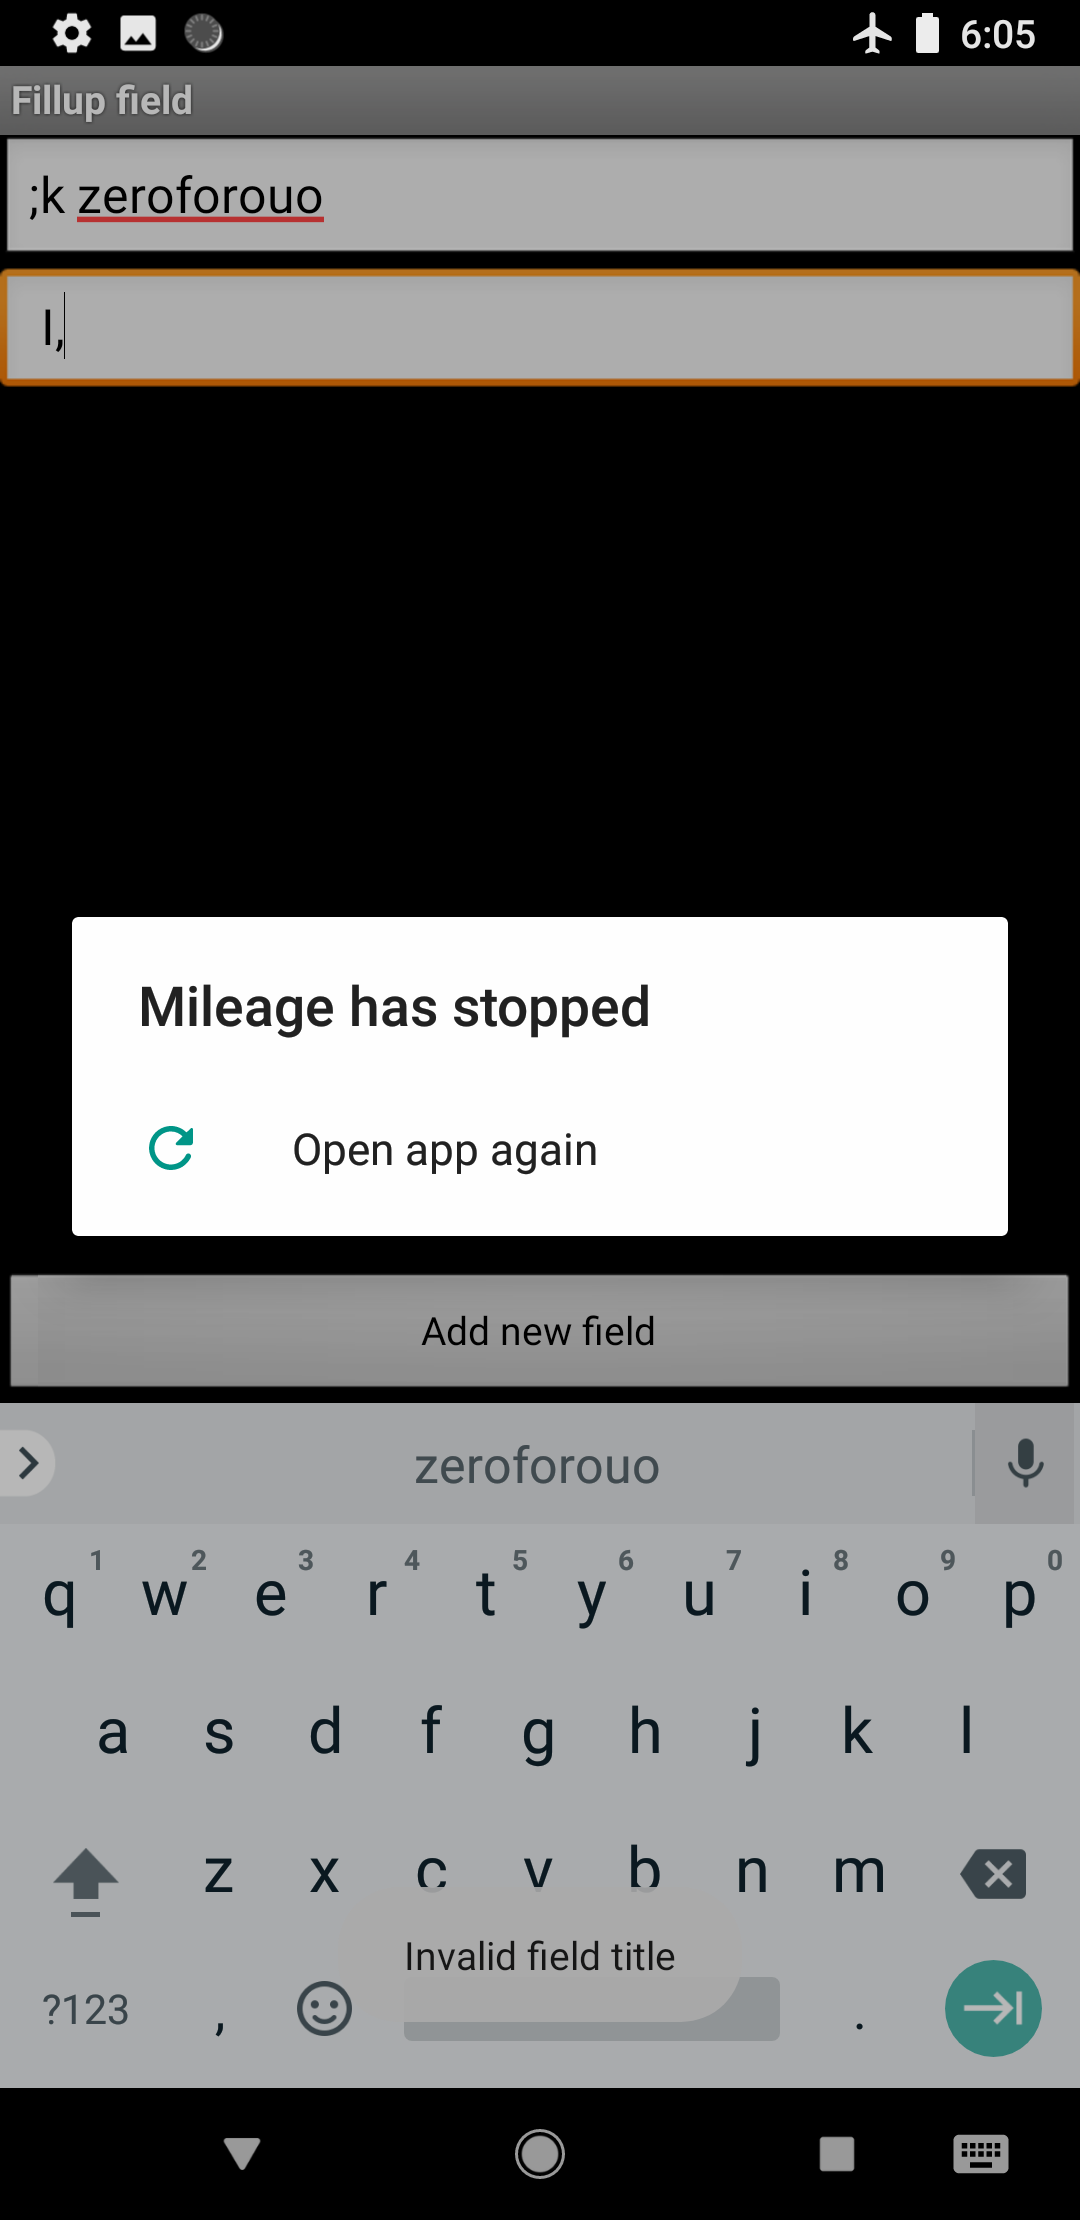 6:05
Fillup field
;k zeroforouo
l,
Mileage has stopped
Open app again
Add new field
zeroforouo
1 2 3 4 5 6 7 8 9 0
q w e r t y u i o p
a s d f g h j k l
z x c v b n m
Invalid field title
?123 , .